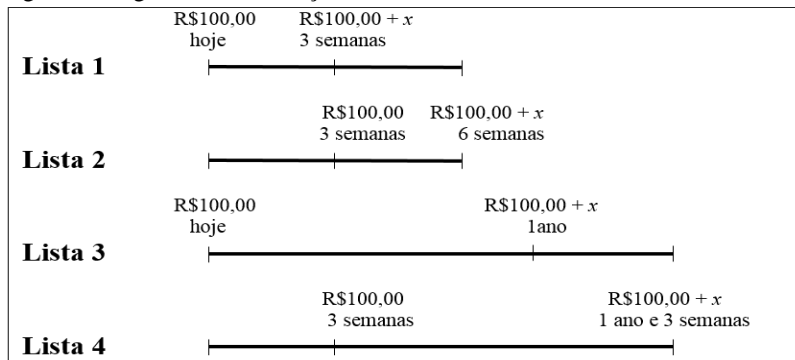 R$100,00 R$100,00 + x
hoje 3 semanas
Lista 1
R$100,00 R$100,00 + x
3 semanas 6 semanas
Lista 2
R$100,00 R$100,00 + x
hoje 1ano
Lista 3
R$100,00 R$100,00 + x
3 semanas 1 ano e 3 semanas
Lista 4